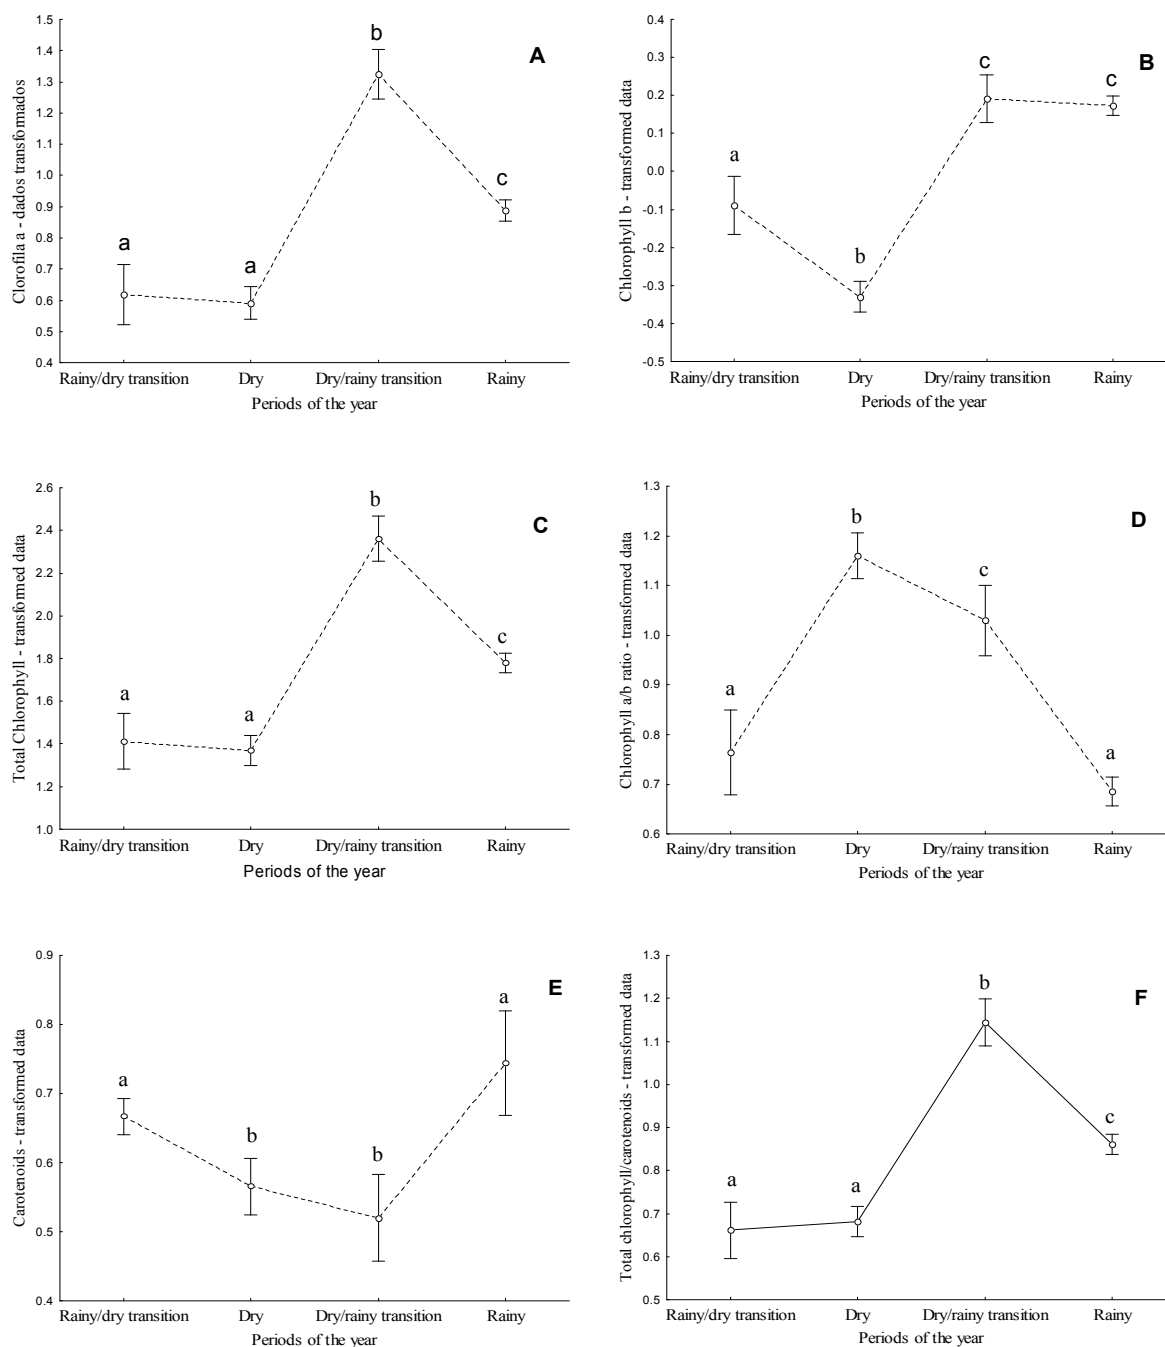 A
Clorofila a - dados transformados
1.5
1.4
1.3
1.2
1.1
1.0
0.9
0.8
0.7
0.6
0.5
0.4
a
a
b
c
Rainy/dry transition
Dry
Dry/rainy transition
Rainy
Periods of the year
B
Chlorophyll b - transformed data
0.4
0.3
0.2
0.1
0.0
-0.1
-0.2
-0.3
-0.4
-0.5
a
b
c
c
Rainy/dry transition
Dry
Dry/rainy transition
Rainy
Periods of the year
C
Total Chlorophyll - transformed data
2.6
2.4
2.2
2.0
1.8
1.6
1.4
1.2
1.0
a
a
b
c
Rainy/dry transition
Dry
Dry/rainy transition
Rainy
Periods of the year
D
Chlorophyll a/b ratio - transformed data
1.3
1.2
1.1
1.0
0.9
0.8
0.7
0.6
a
b
c
a
Rainy/dry transition
Dry
Dry/rainy transition
Rainy
Periods of the year
E
Carotenoids - transformed data
0.9
0.8
0.7
0.6
0.5
0.4
a
b
b
a
Rainy/dry transition
Dry
Dry/rainy transition
Rainy
Periods of the year
F
Total chlorophyll/carotenoids - transformed data
1.3
1.2
1.1
1.0
0.9
0.8
0.7
0.6
0.5
a
a
b
c
Rainy/dry transition
Dry
Dry/rainy transition
Rainy
Periods of the year